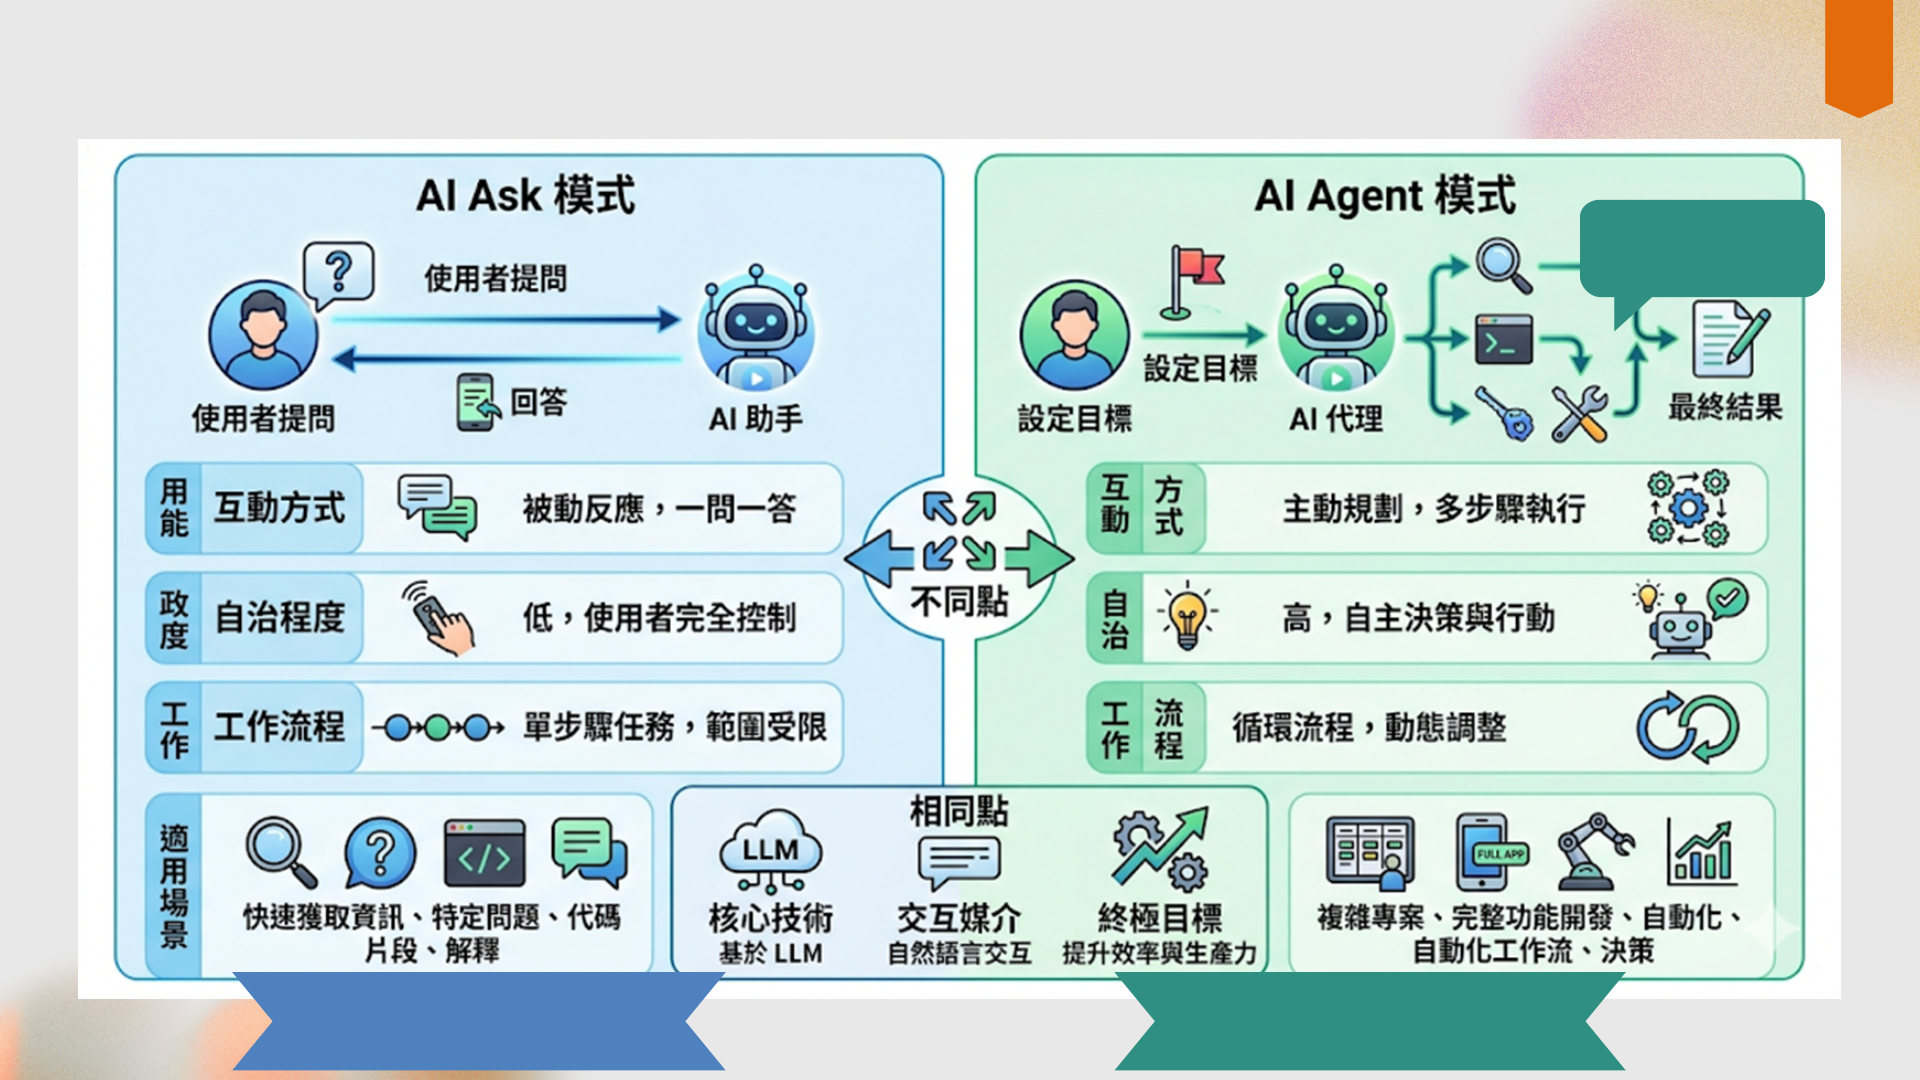 AI Ask 模式
?
使用者提問
使用者提問
回答
AI 助手
用能
互動方式
被動反應，一問一答
政度
自治程度
低，使用者完全控制
工作
工作流程
單步驟任務，範圍受限
適用場景
?
</>
快速獲取資訊、特定問題、代碼
片段、解釋
不同點
相同點
LLM
核心技術
基於 LLM
交互媒介
自然語言交互
終極目標
提升效率與生產力
AI Agent 模式
設定目標
設定目標
AI 代理
>_
最終結果
互動
方式
主動規劃，多步驟執行
自治
高，自主決策與行動
工作
流程
循環流程，動態調整
FULL APP
複雜專案、完整功能開發、自動化、
自動化工作流、決策